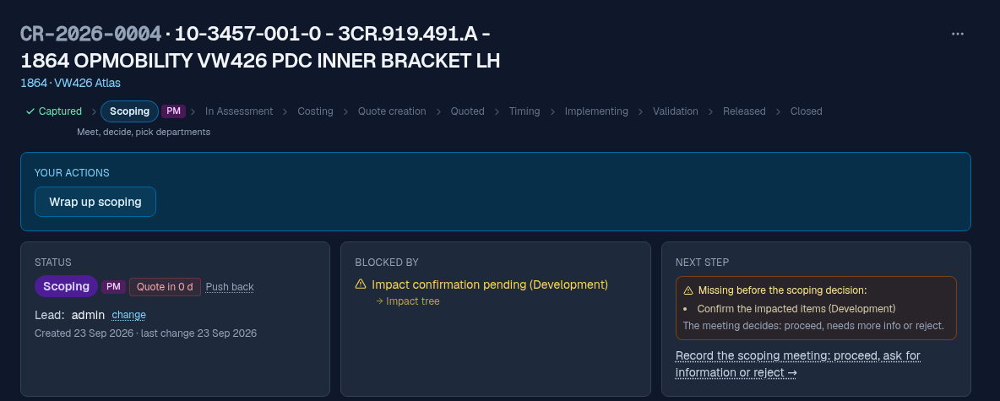 CR-2026-0004 · 10-3457-001-0 - 3CR.919.491.A -
1864 OPMOBILITY VW426 PDC INNER BRACKET LH
1864 · VW426 Atlas
Captured > Scoping PM > In Assessment > Costing > Quote creation > Quoted > Timing > Implementing > Validation > Released > Closed
Meet, decide, pick departments
YOUR ACTIONS
Wrap up scoping
STATUS
Scoping PM Quote in 0 d Push back
Lead: admin change
Created 23 Sep 2026 · last change 23 Sep 2026
BLOCKED BY
Impact confirmation pending (Development)
→ Impact tree
NEXT STEP
Missing before the scoping decision:
• Confirm the impacted items (Development)
The meeting decides: proceed, needs more info or reject.
Record the scoping meeting: proceed, ask for
information or reject →